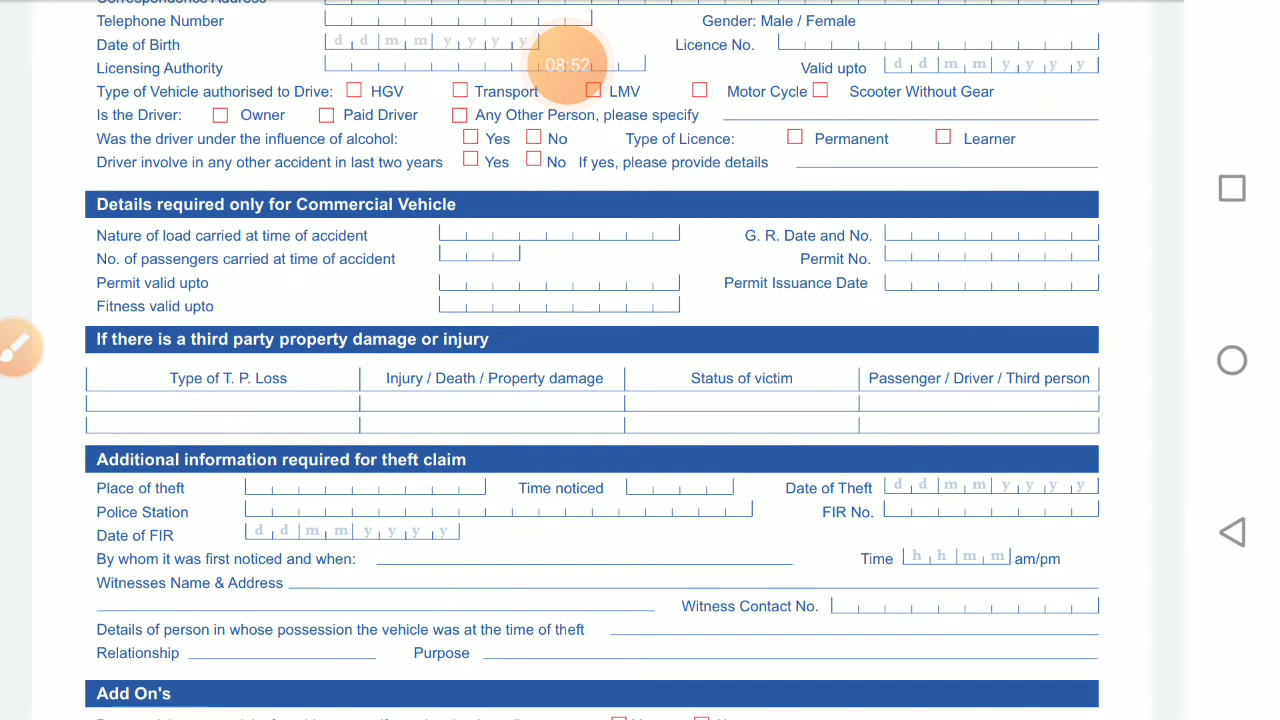 Telephone Number Gender: Male / Female
Date of Birth d d m m y y y y Licence No.
Licensing Authority 08:52 Valid upto d d m m y y y y
Type of Vehicle authorised to Drive: HGV Transport LMV Motor Cycle Scooter Without Gear
Is the Driver: Owner Paid Driver Any Other Person, please specify
Was the driver under the influence of alcohol: Yes No Type of Licence: Permanent Learner
Driver involve in any other accident in last two years Yes No If yes, please provide details
Details required only for Commercial Vehicle
Nature of load carried at time of accident G. R. Date and No.
No. of passengers carried at time of accident Permit No.
Permit valid upto Permit Issuance Date
Fitness valid upto
If there is a third party property damage or injury
Type of T. P. Loss Injury / Death / Property damage Status of victim Passenger / Driver / Third person
Additional information required for theft claim
Place of theft Time noticed Date of Theft d d m m y y y y
Police Station FIR No.
Date of FIR d d m m y y y y
By whom it was first noticed and when: Time h h m m am/pm
Witnesses Name & Address
Witness Contact No.
Details of person in whose possession the vehicle was at the time of theft
Relationship Purpose
Add On's